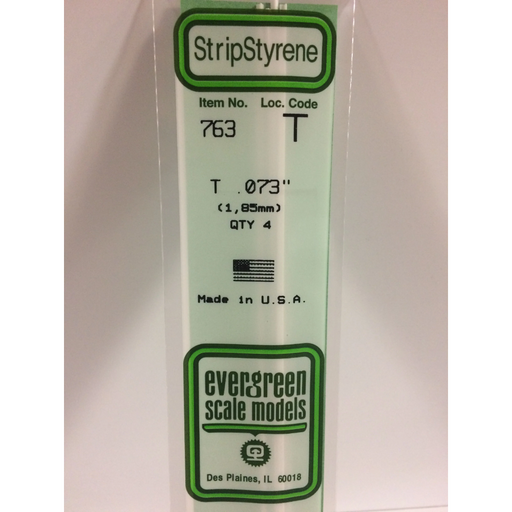 StripStyrene
Item No. Loc. Code
763 T
T .073"
(1,85mm)
QTY 4
Made in U.S.A.
evergreen
scale models
Des Plaines, IL 60018